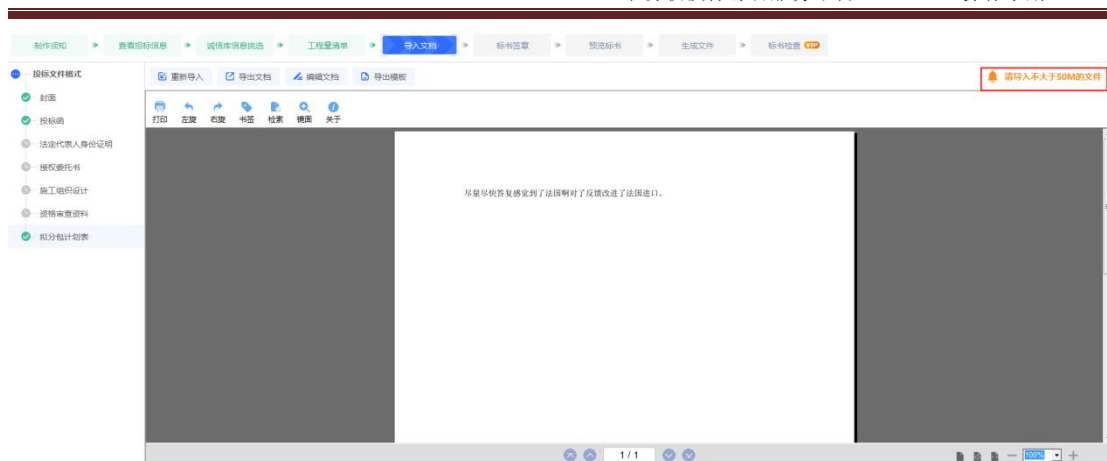 制作须知 查看招标信息 诚信库信息挑选 工程量清单 导入文档 标书签章 预览标书 生成文件 标书检查 VIP
投标文件格式
重新导入 导出文档 编辑文档 导出模板
请导入不大于50M的文件
封面
投标函
法定代表人身份证明
授权委托书
施工组织设计
资格审查资料
拟分包计划表
打印 左旋 右旋 书签 检索 镜面 关于
尽量尽快答复感觉到了法国啊对了反馈改进了法国进口。
1 / 1
100%